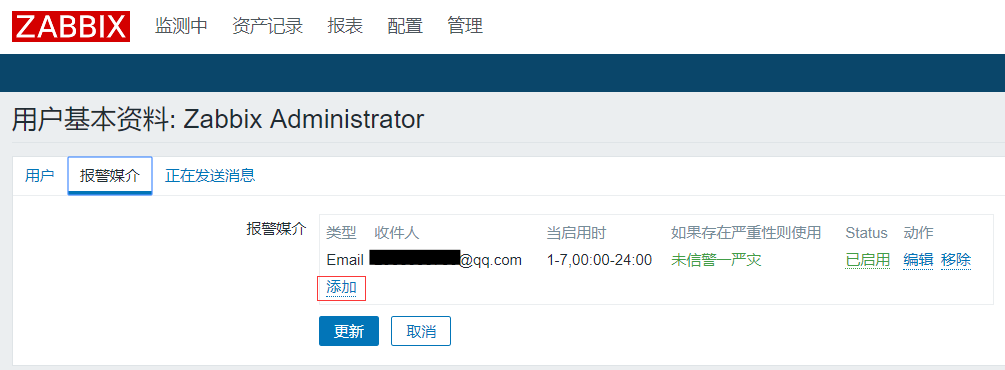 ZABBIX 监测中 资产记录 报表 配置 管理
用户基本资料: Zabbix Administrator
用户 报警媒介 正在发送消息
报警媒介 类型 收件人 当启用时 如果存在严重性则使用 Status 动作
Email @qq.com 1-7,00:00-24:00 未信警一严灾 已启用 编辑 移除
添加
更新 取消